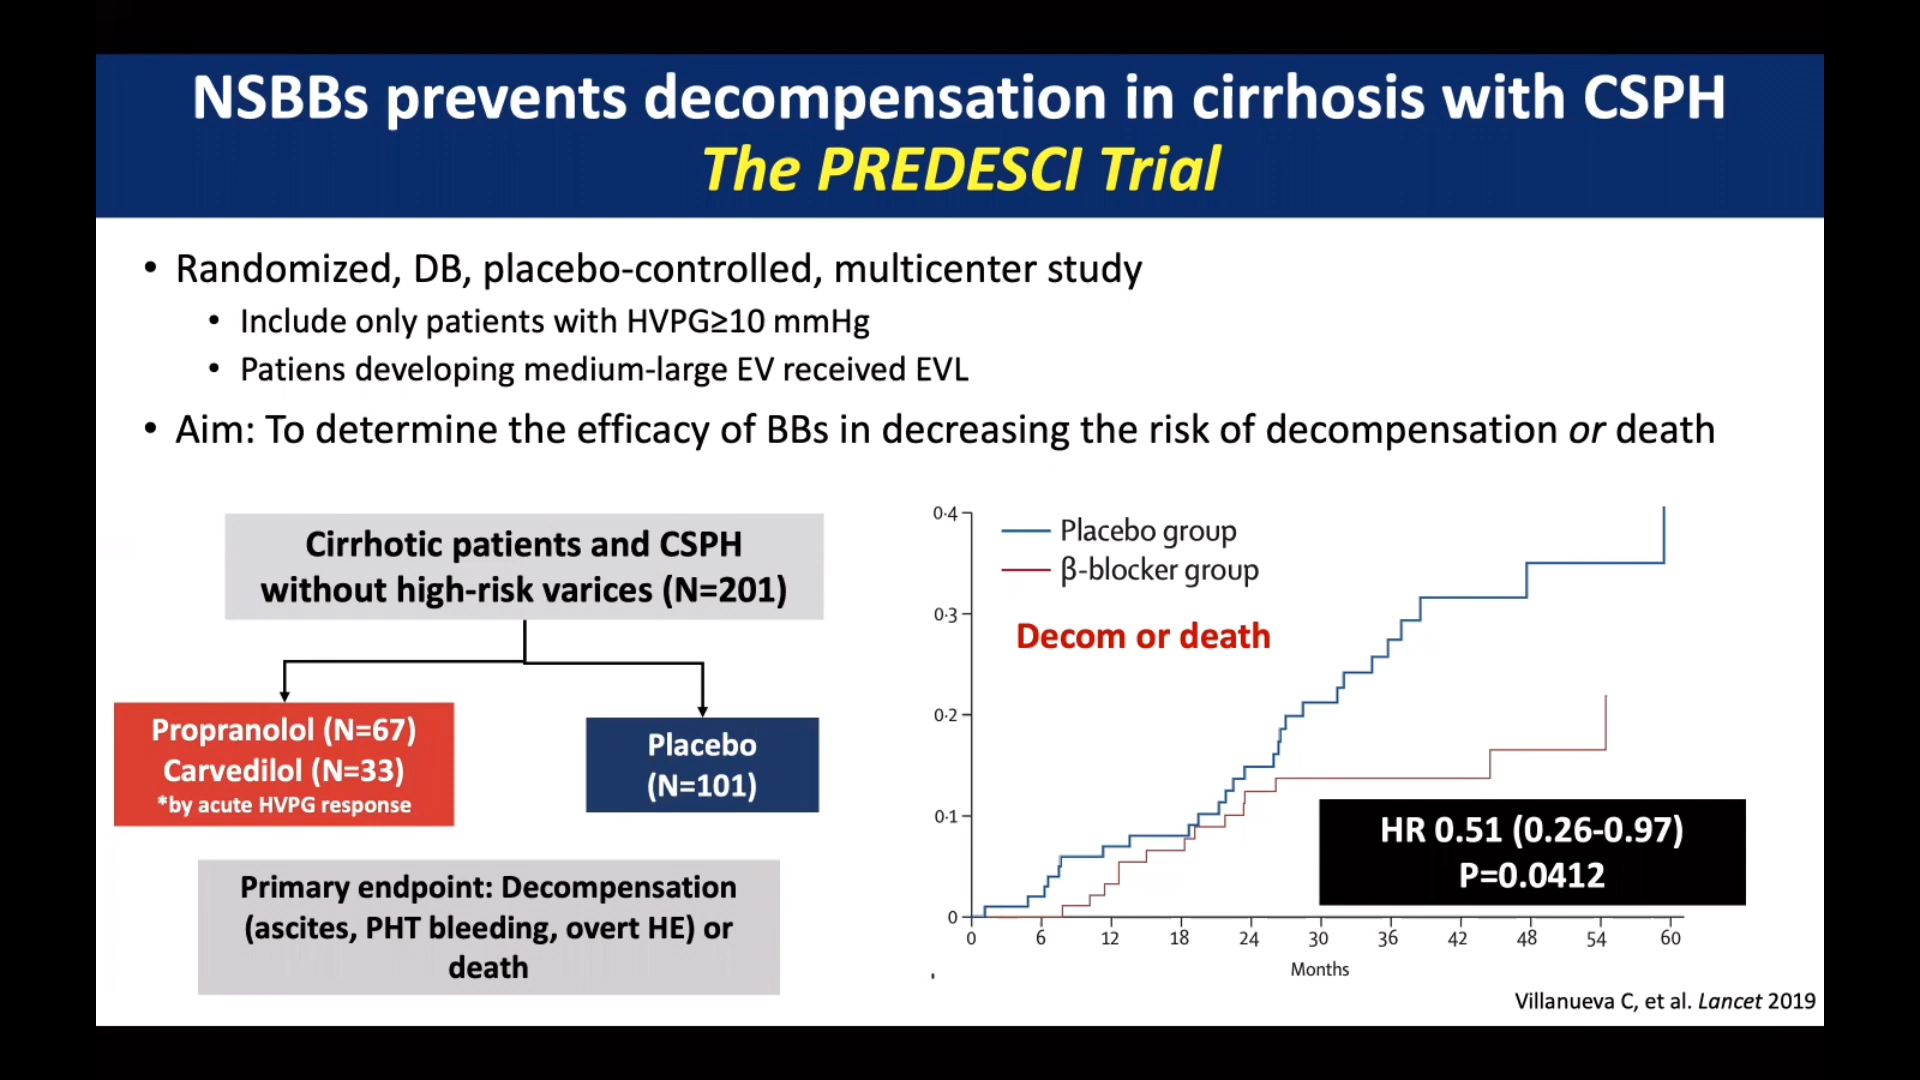 NSBBs prevents decompensation in cirrhosis with CSPH
The PREDESCI Trial
• Randomized, DB, placebo-controlled, multicenter study
• Include only patients with HVPG≥10 mmHg
• Patiens developing medium-large EV received EVL
• Aim: To determine the efficacy of BBs in decreasing the risk of decompensation or death
Cirrhotic patients and CSPH
without high-risk varices (N=201)
Propranolol (N=67)
Carvedilol (N=33)
*by acute HVPG response
Placebo
(N=101)
Primary endpoint: Decompensation
(ascites, PHT bleeding, overt HE) or
death
0·4
0·3
0·2
0·1
0
Placebo group
β-blocker group
Decom or death
HR 0.51 (0.26-0.97)
P=0.0412
0 6 12 18 24 30 36 42 48 54 60
Months
Villanueva C, et al. Lancet 2019